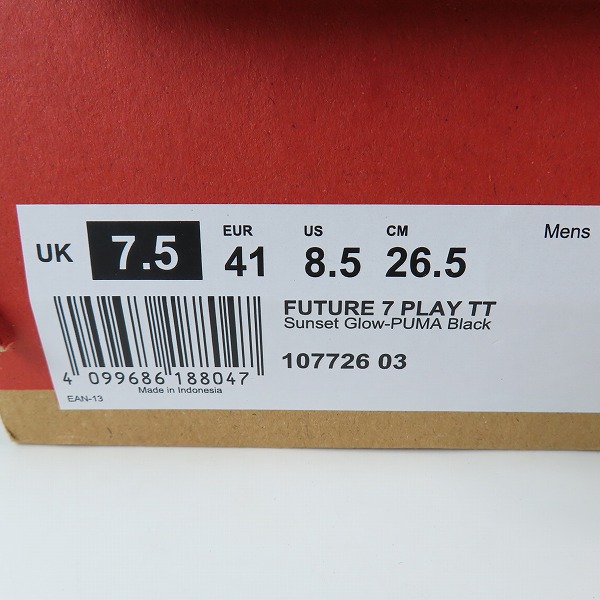 UK 7.5 EUR 41 US 8.5 CM 26.5 Mens
FUTURE 7 PLAY TT
Sunset Glow-PUMA Black
107726 03
4 099686 188047
Made in Indonesia
EAN-13